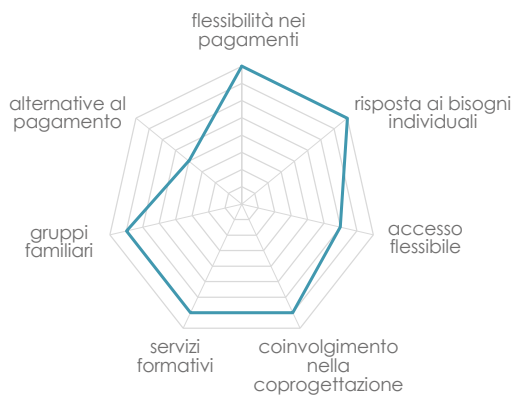 flessibilità nei
pagamenti
risposta ai bisogni
individuali
accesso
flessibile
coinvolgimento
nella
coprogettazione
servizi
formativi
gruppi
familiari
alternative al
pagamento